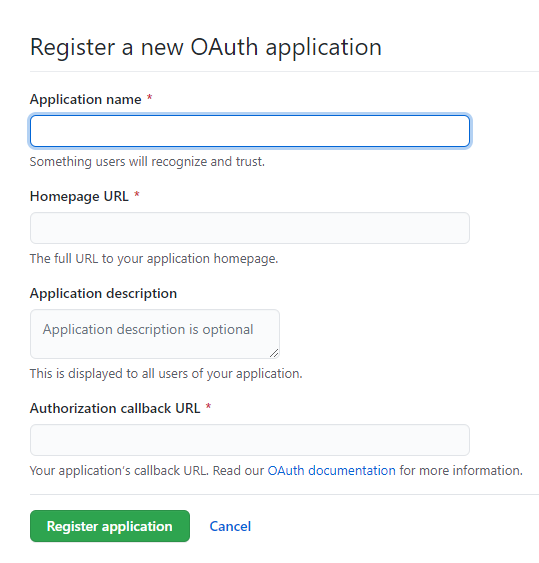 Register a new OAuth application
Application name *
Something users will recognize and trust.
Homepage URL *
The full URL to your application homepage.
Application description
Application description is optional
This is displayed to all users of your application.
Authorization callback URL *
Your application's callback URL. Read our OAuth documentation for more information.
Register application Cancel